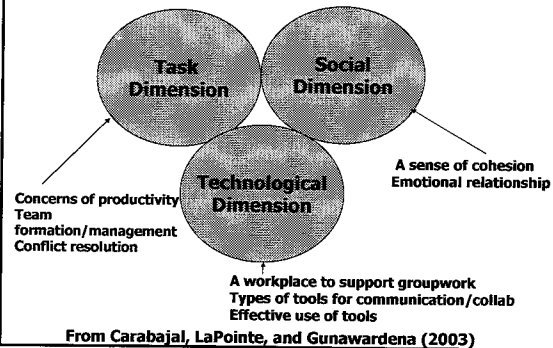 Task
Dimension
Social
Dimension
Technological
Dimension
A sense of cohesion
Emotional relationship
Concerns of productivity
Team
formation/management
Conflict resolution
A workplace to support groupwork
Types of tools for communication/collab
Effective use of tools
From Carabajal, LaPointe, and Gunawardena (2003)